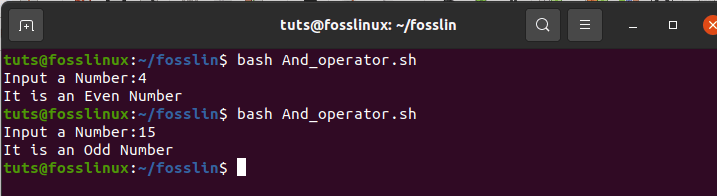 tuts@fosslinux: ~/fosslin
tuts@fosslinux:~/fosslin$ bash And_operator.sh
Input a Number:4
It is an Even Number
tuts@fosslinux:~/fosslin$ bash And_operator.sh
Input a Number:15
It is an Odd Number
tuts@fosslinux:~/fosslin$